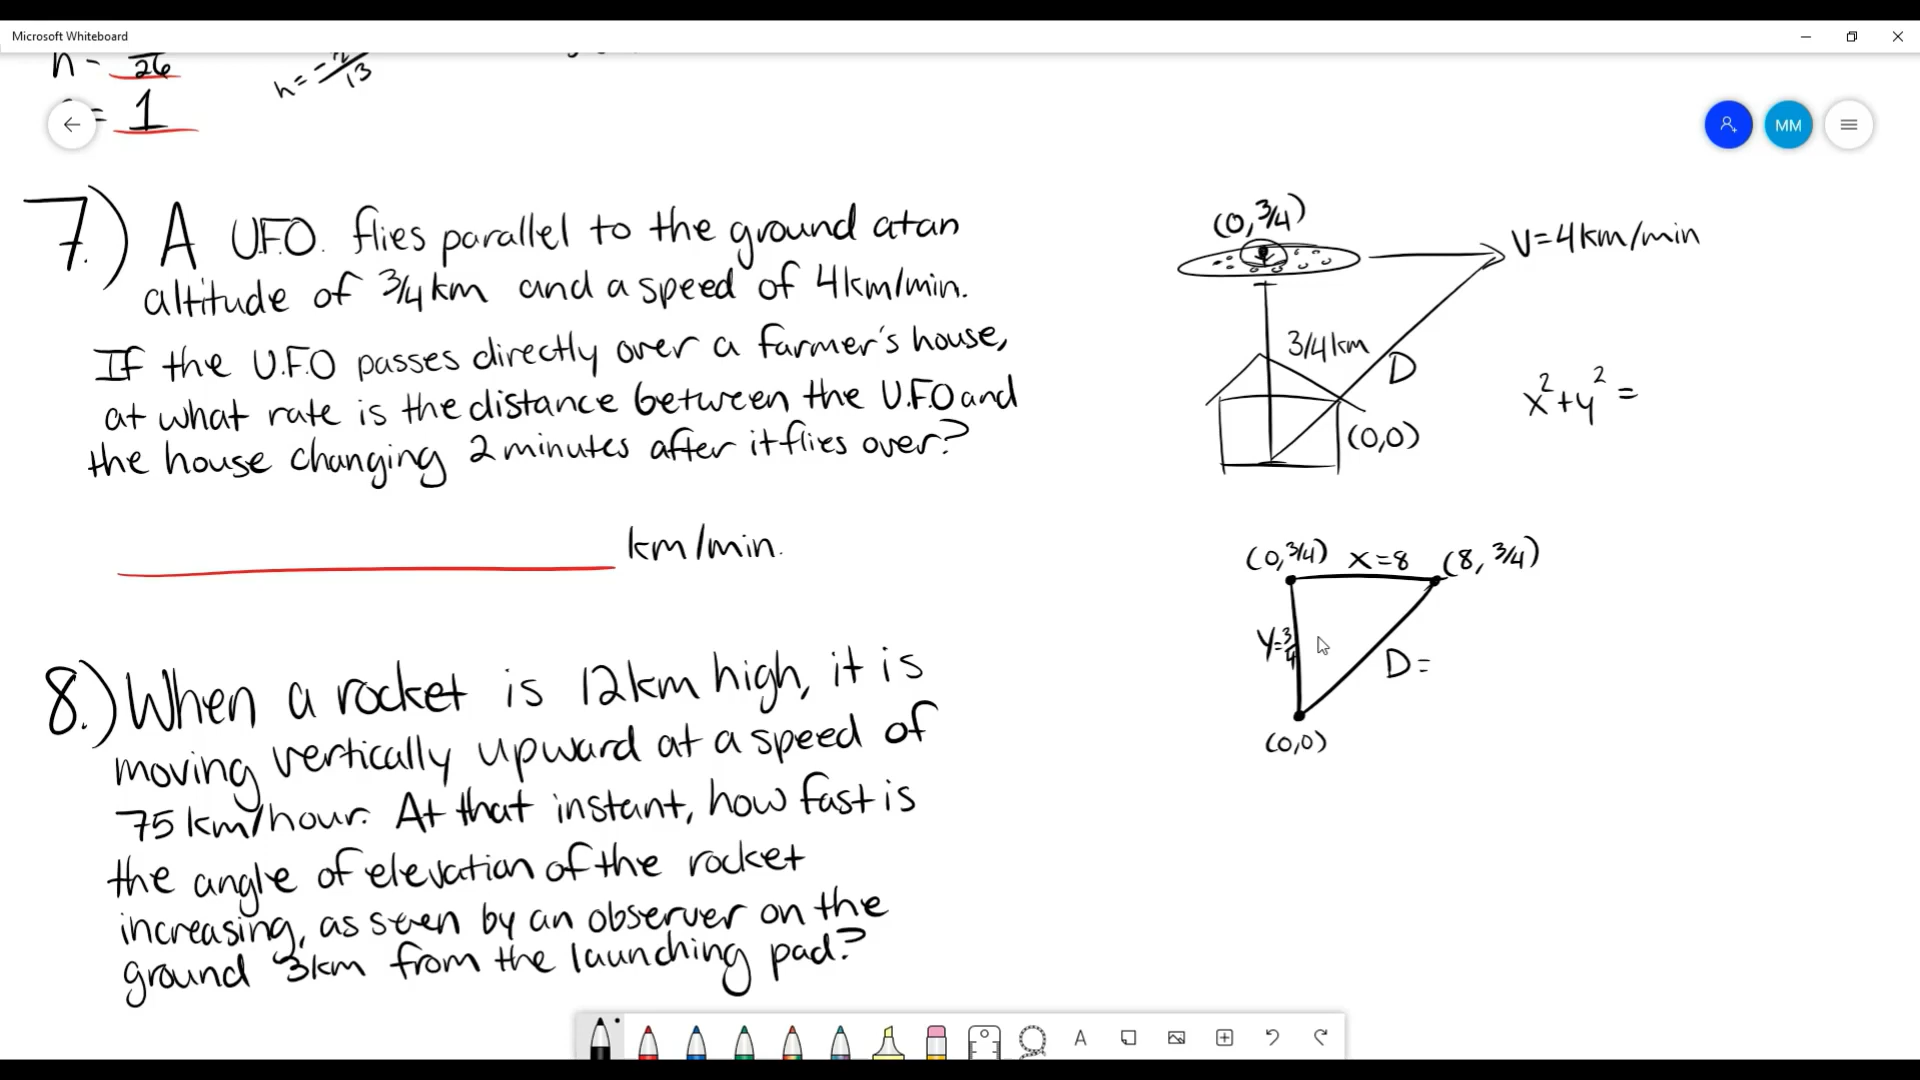 Microsoft Whiteboard
26
h = 13
= 1
MM
7.) A U.F.O. flies parallel to the ground at an
altitude of 3/4 km and a speed of 4km/min.
If the U.F.O passes directly over a farmer's house,
at what rate is the distance between the U.F.O and
the house changing 2 minutes after it flies over?
km/min.
(0, 3/4)
V=4km/min
3/4km
D
(0,0)
x²+y² =
(0, 3/4) x=8 (8, 3/4)
y=3/4
D=
(0,0)
8.) When a rocket is 12km high, it is
moving vertically upward at a speed of
75 km/hour. At that instant, how fast is
the angle of elevation of the rocket
increasing, as seen by an observer on the
ground 3km from the launching pad?
A